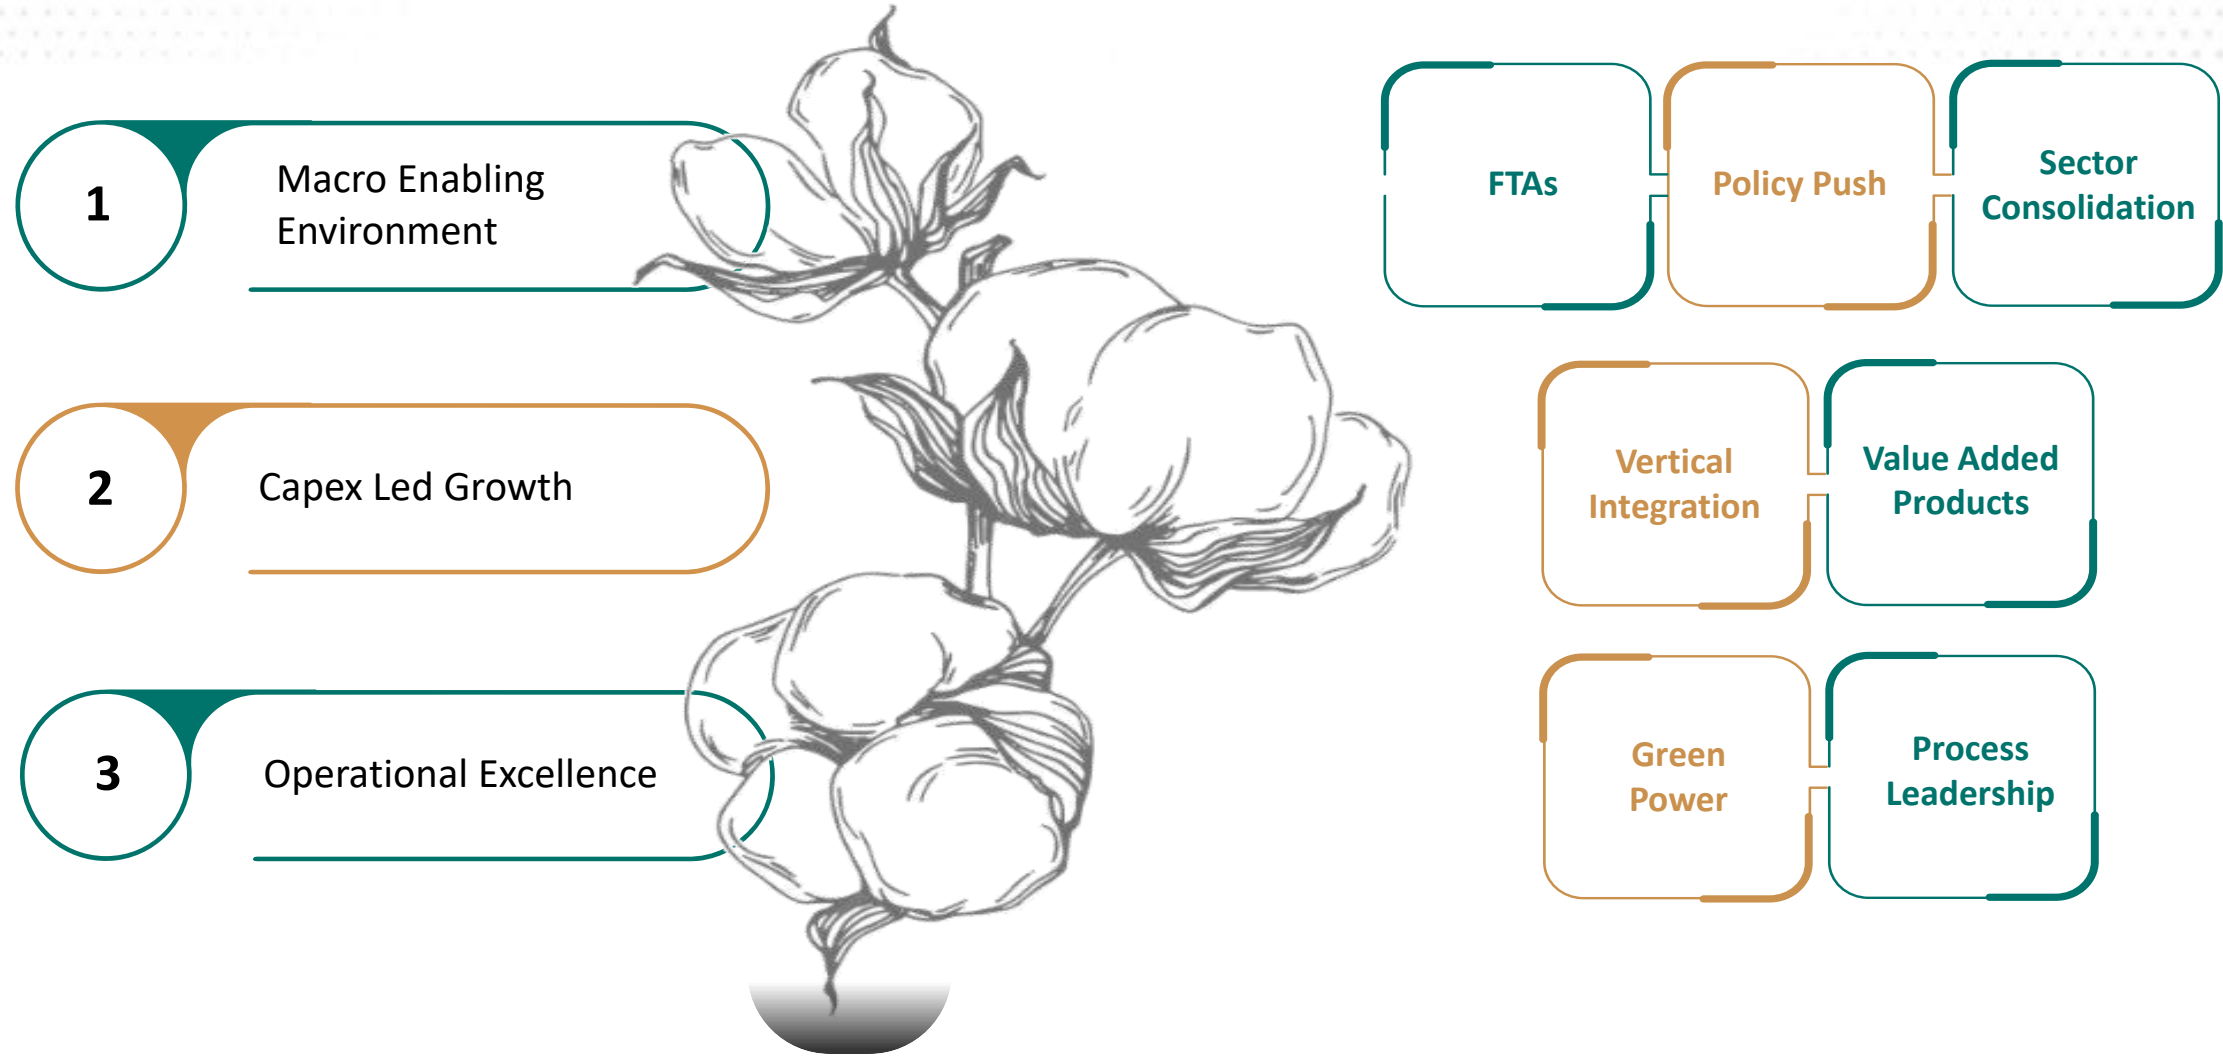 1
Macro Enabling
Environment
FTAs
Policy Push
Sector
Consolidation
2
Capex Led Growth
Vertical
Integration
Value Added
Products
3
Operational Excellence
Green
Power
Process
Leadership